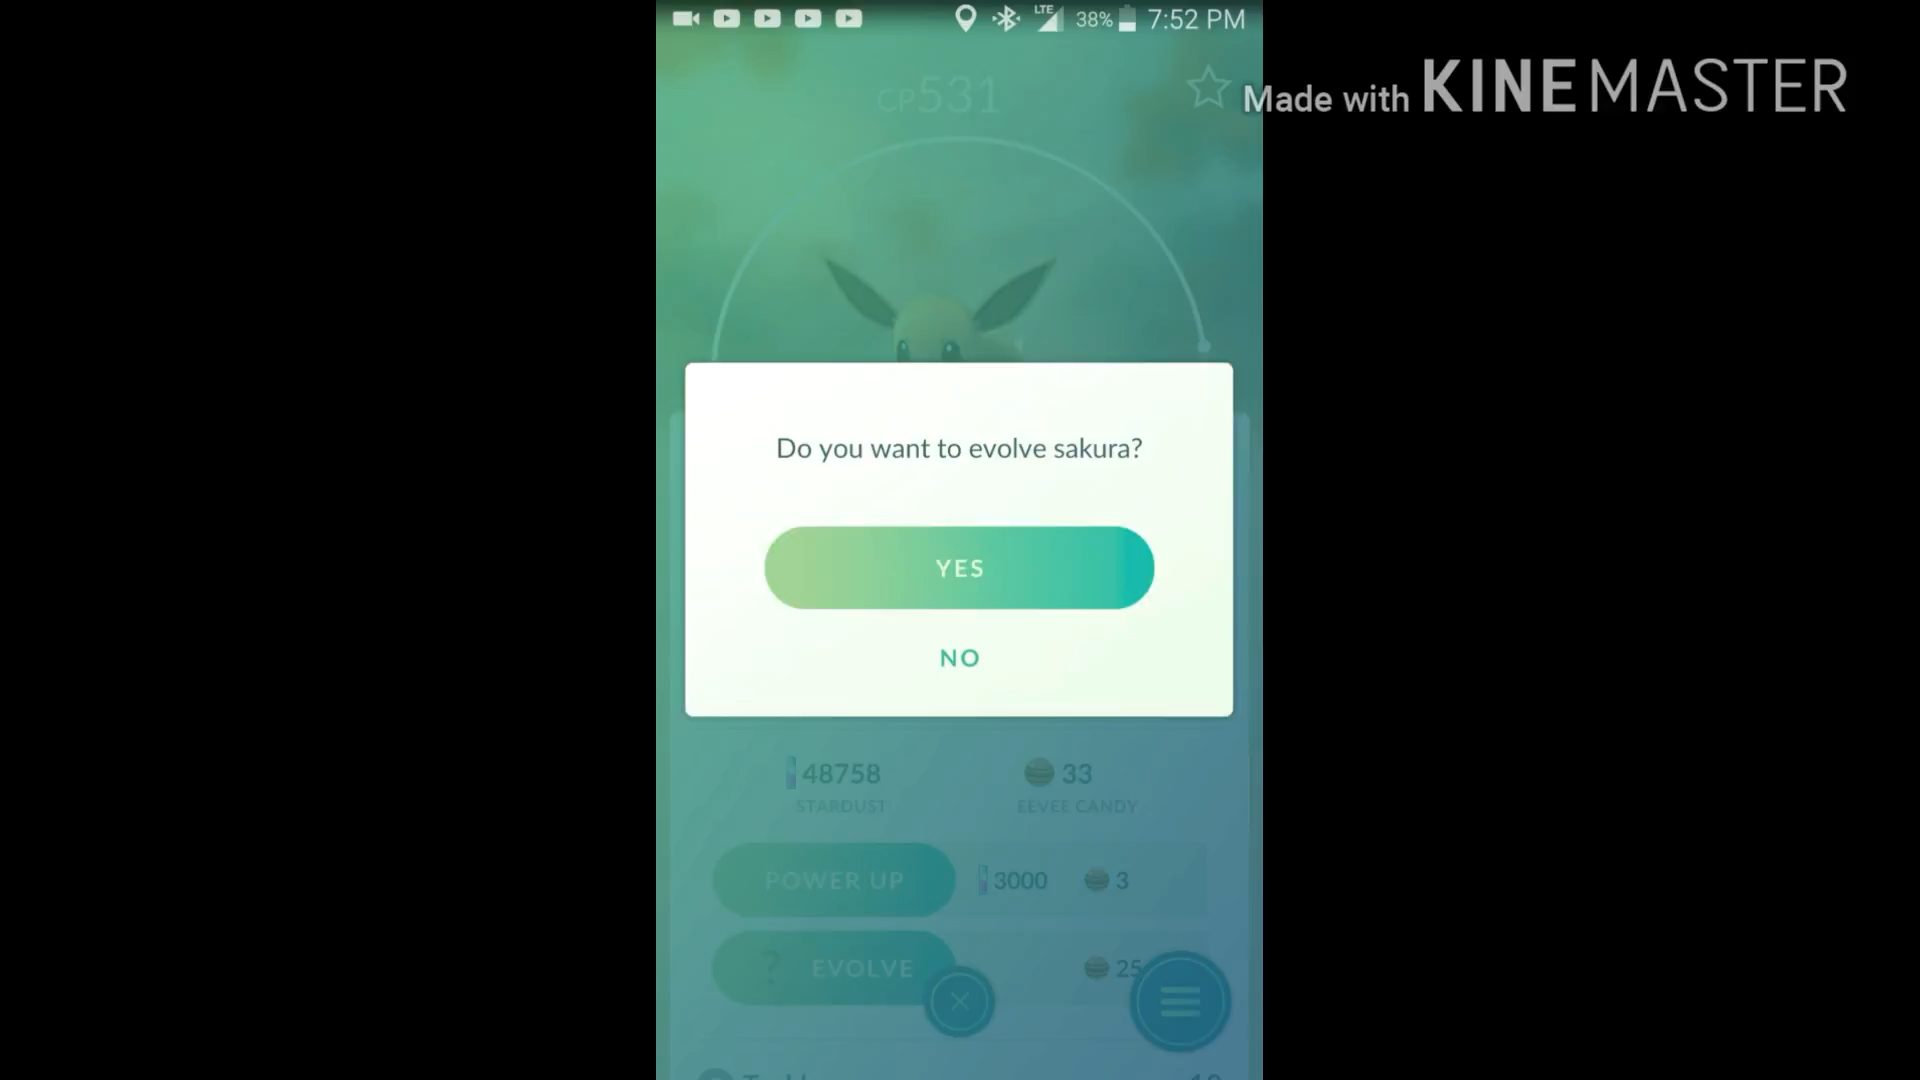 LTE 38% 7:52 PM
CP531
Made with KINEMASTER
Do you want to evolve sakura?
YES
NO
48758 33
STARDUST EEVEE CANDY
POWER UP 3000 3
? EVOLVE 25